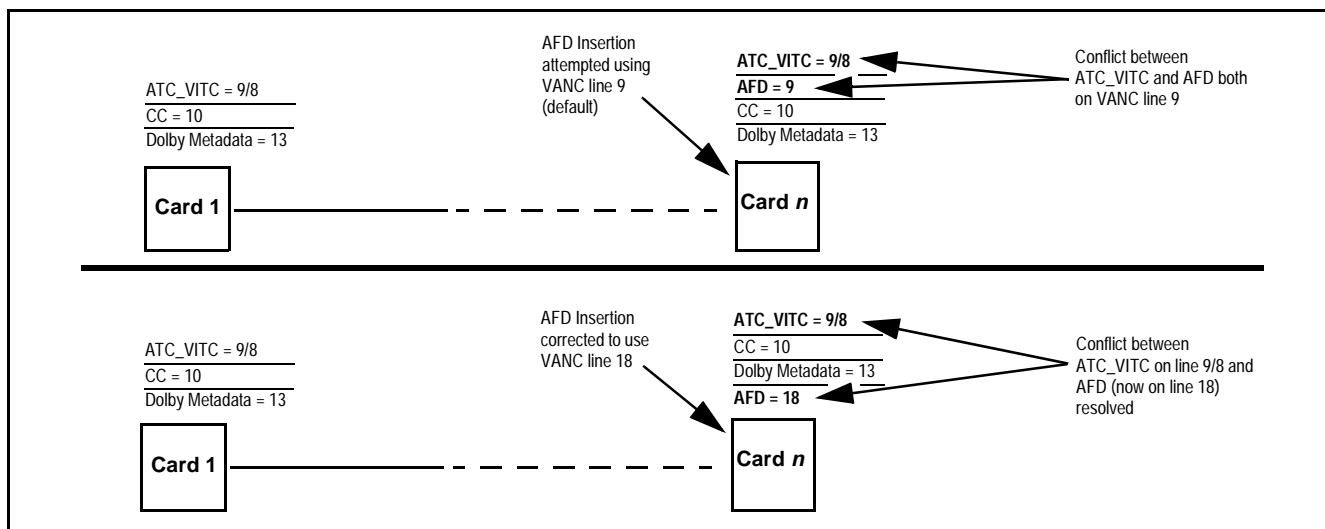 ATC_VITC = 9/8
CC = 10
Dolby Metadata = 13
Card 1
AFD Insertion
attempted using
VANC line 9
(default)
ATC_VITC = 9/8
AFD = 9
CC = 10
Dolby Metadata = 13
Card n
Conflict between
ATC_VITC and AFD both
on VANC line 9
ATC_VITC = 9/8
CC = 10
Dolby Metadata = 13
Card 1
AFD Insertion
corrected to use
VANC line 18
ATC_VITC = 9/8
CC = 10
Dolby Metadata = 13
AFD = 18
Card n
Conflict between
ATC_VITC on line 9/8 and
AFD (now on line 18)
resolved